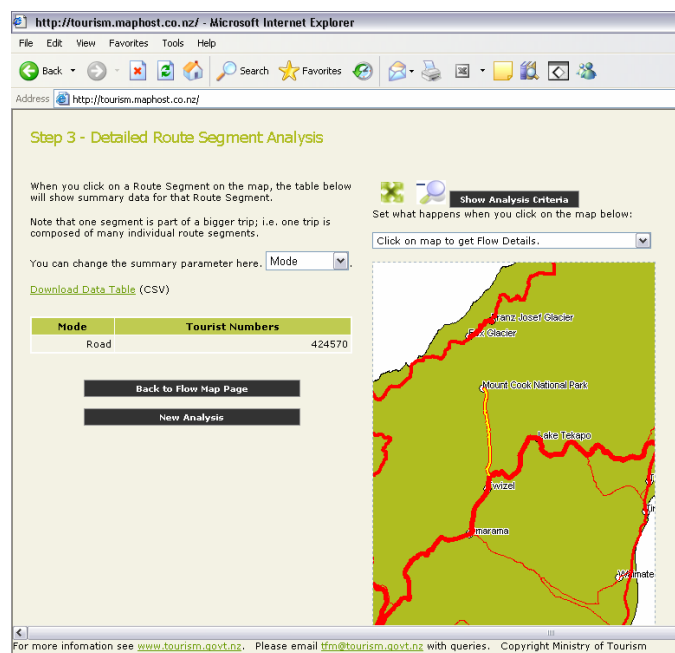 http://tourism.maphost.co.nz/ - Microsoft Internet Explorer
File Edit View Favorites Tools Help
Back Search Favorites
Address http://tourism.maphost.co.nz/
Step 3 - Detailed Route Segment Analysis
When you click on a Route Segment on the map, the table below
will show summary data for that Route Segment.
Note that one segment is part of a bigger trip; i.e. one trip is
composed of many individual route segments.
You can change the summary parameter here. Mode .
Download Data Table (CSV)
Mode Tourist Numbers
Road 424570
Back to Flow Map Page
New Analysis
Show Analysis Criteria
Set what happens when you click on the map below:
Click on map to get Flow Details.
Franz Josef Glacier
Fox Glacier
Mount Cook National Park
Lake Tekapo
Twizel
Omarama
Waimate
For more infomation see www.tourism.govt.nz. Please email tfm@tourism.govt.nz with queries. Copyright Ministry of Tourism